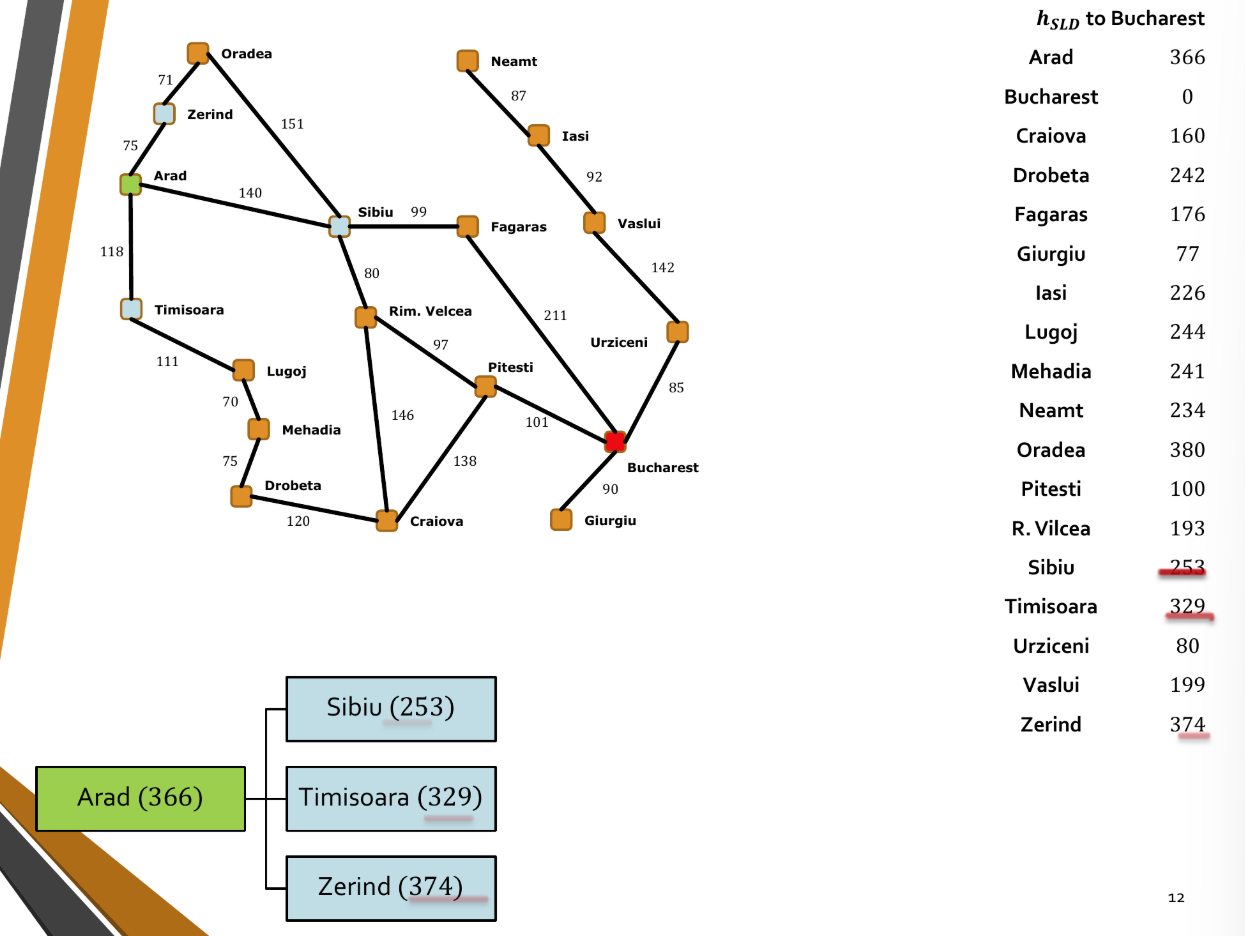 h_SLD to Bucharest
Arad 366
Bucharest 0
Craiova 160
Drobeta 242
Fagaras 176
Giurgiu 77
Iasi 226
Lugoj 244
Mehadia 241
Neamt 234
Oradea 380
Pitesti 100
R. Vilcea 193
Sibiu 253
Timisoara 329
Urziceni 80
Vaslui 199
Zerind 374
Oradea
Neamt
71
87
Zerind
151
Iasi
75
Arad
92
140
Sibiu
99
Vaslui
Fagaras
118
142
80
Timisoara
Rim. Velcea
211
Urziceni
97
111
Pitesti
Lugoj
85
70
146
101
Mehadia
75
138
Bucharest
Drobeta
90
120
Craiova
Giurgiu
Sibiu (253)
Arad (366)
Timisoara (329)
Zerind (374)
12